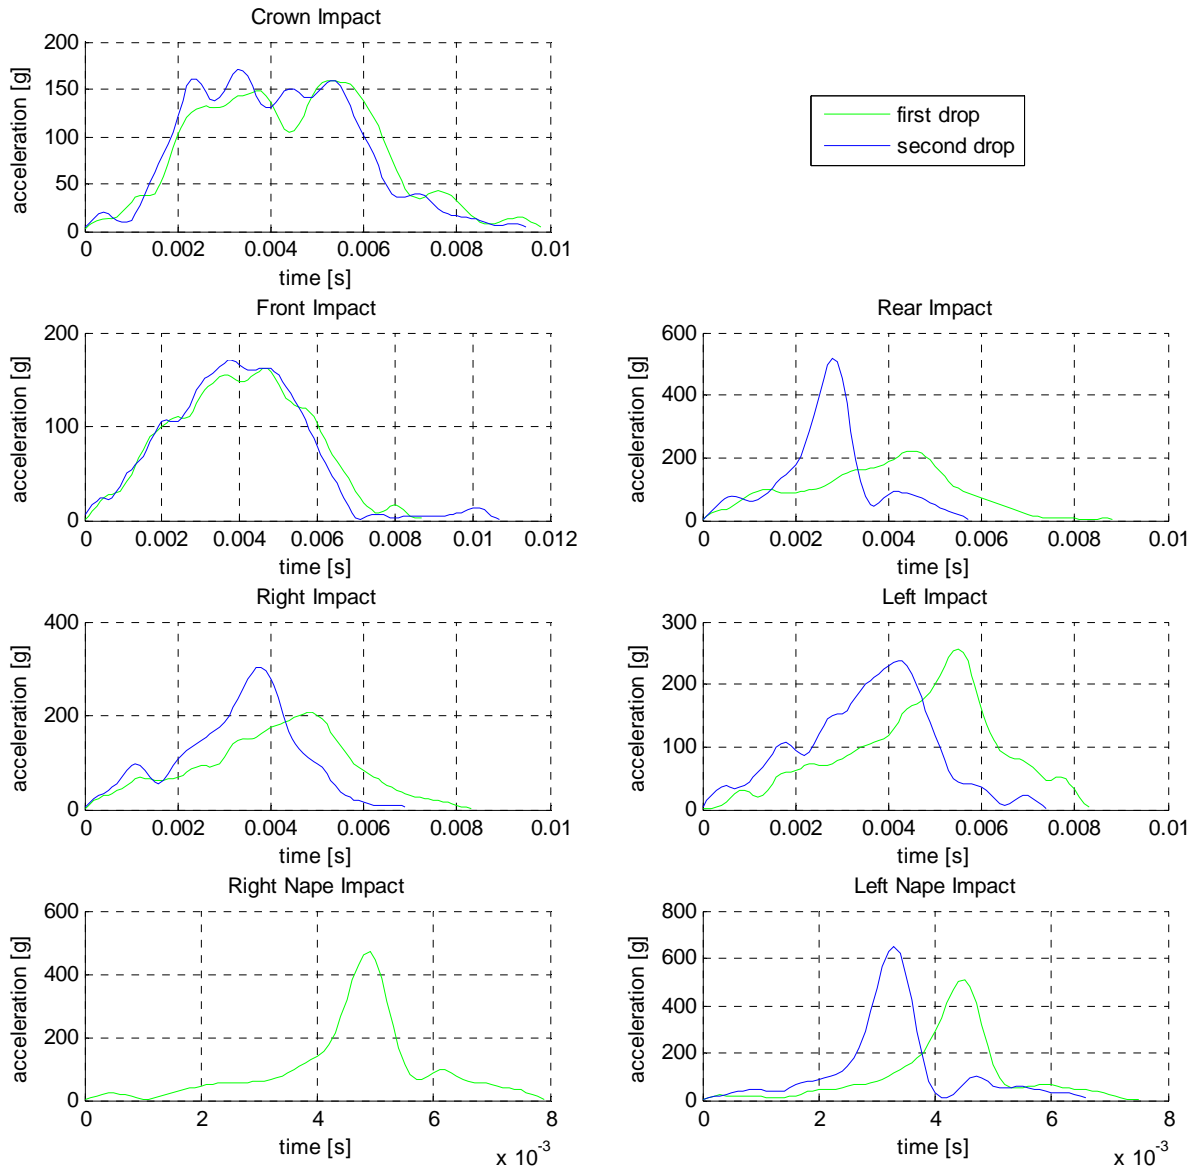 Crown Impact
200
150
100
50
0
0 0.002 0.004 0.006 0.008 0.01
acceleration [g]
time [s]
first drop
second drop
Front Impact
200
100
0
0 0.002 0.004 0.006 0.008 0.01 0.012
acceleration [g]
time [s]
Rear Impact
600
400
200
0
0 0.002 0.004 0.006 0.008 0.01
acceleration [g]
time [s]
Right Impact
400
200
0
0 0.002 0.004 0.006 0.008 0.01
acceleration [g]
time [s]
Left Impact
300
200
100
0
0 0.002 0.004 0.006 0.008 0.01
acceleration [g]
time [s]
Right Nape Impact
600
400
200
0
0 2 4 6 8
acceleration [g]
time [s]
x 10^-3
Left Nape Impact
800
600
400
200
0
0 2 4 6 8
acceleration [g]
time [s]
x 10^-3